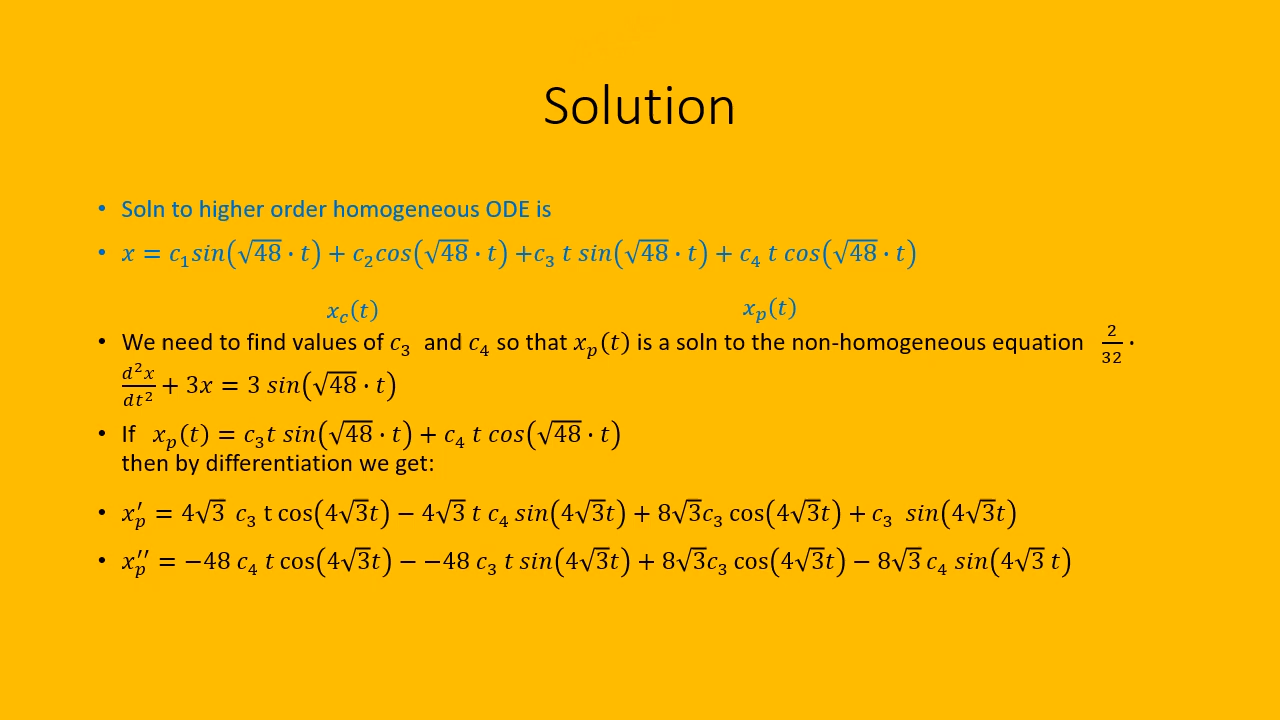 Solution
• Soln to higher order homogeneous ODE is
• x = c₁sin(√48 · t) + c₂cos(√48 · t) +c₃ t sin(√48 · t) + c₄ t cos(√48 · t)
x_c(t) x_p(t)
• We need to find values of c₃ and c₄ so that x_p(t) is a soln to the non-homogeneous equation 2/32 ·
d²x/dt² + 3x = 3 sin(√48 · t)
• If x_p(t) = c₃t sin(√48 · t) + c₄ t cos(√48 · t)
then by differentiation we get:
• x_p′ = 4√3 c₃ t cos(4√3t) − 4√3 t c₄ sin(4√3t) + 8√3c₃ cos(4√3t) + c₃ sin(4√3t)
• x_p′′ = −48 c₄ t cos(4√3t) − −48 c₃ t sin(4√3t) + 8√3c₃ cos(4√3t) − 8√3 c₄ sin(4√3 t)